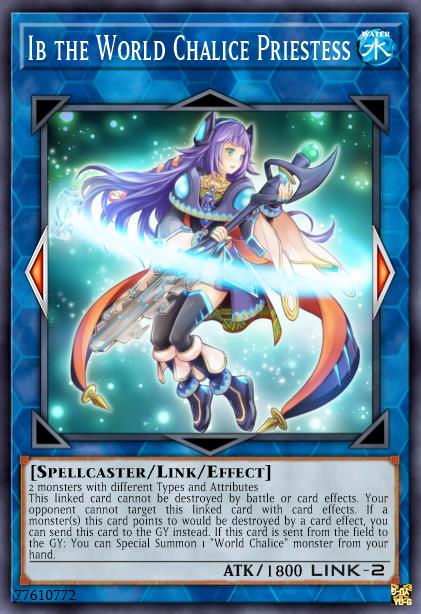 Ib the World Chalice Priestess
WATER
水
[Spellcaster/Link/Effect]
2 monsters with different Types and Attributes
This linked card cannot be destroyed by battle or card effects. Your
opponent cannot target this linked card with card effects. If a
monster(s) this card points to would be destroyed by a card effect, you
can send this card to the GY instead. If this card is sent from the field to
the GY: You can Special Summon 1 "World Chalice" monster from your
hand.
ATK/1800 LINK-2
77610772